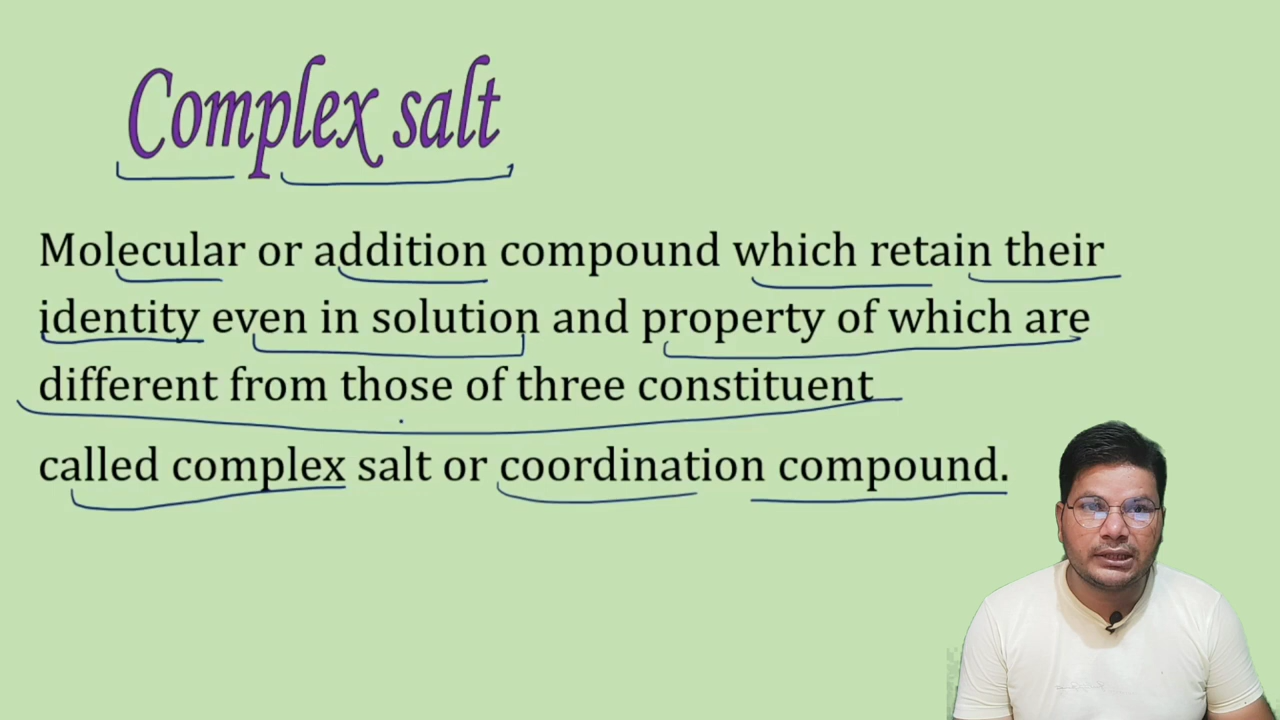 Complex salt
Molecular or addition compound which retain their
identity even in solution and property of which are
different from those of three constituent
called complex salt or coordination compound.